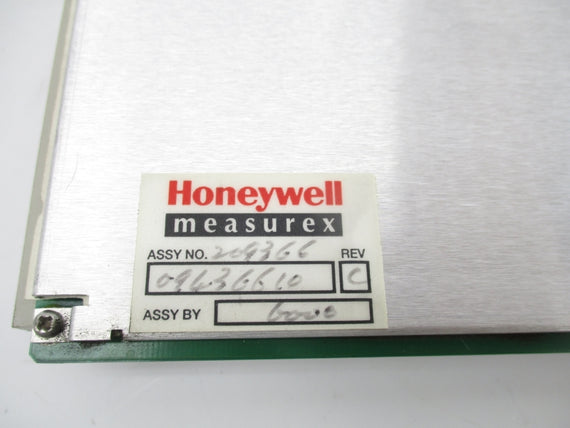 Honeywell
measurex
ASSY NO. 209366 REV
09636610 C
ASSY BY